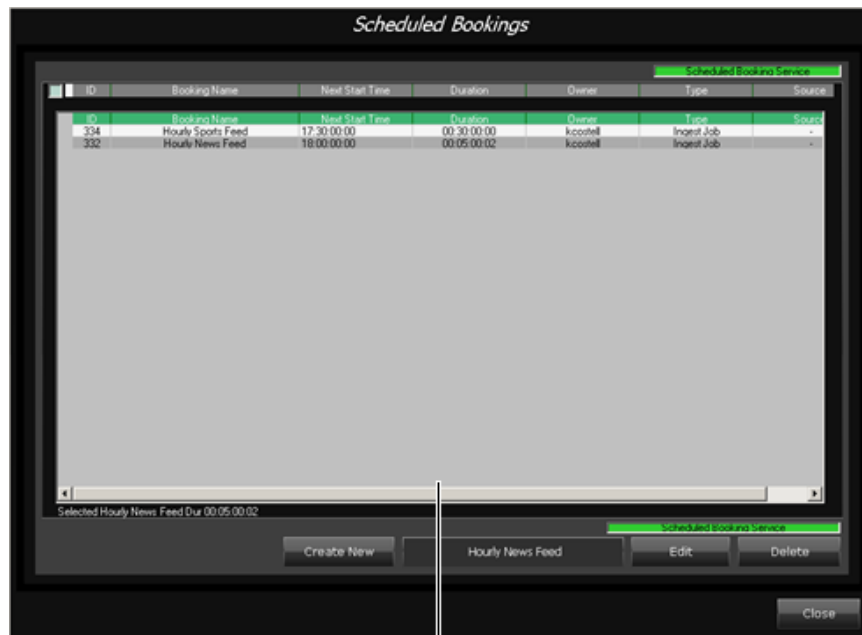 Scheduled Bookings
Scheduled Booking Service
ID Booking Name Next Start Time Duration Owner Type Source
ID Booking Name Next Start Time Duration Owner Type Source
334 Hourly Sports Feed 17:30:00:00 00:30:00:00 kcostell Ingest Job -
332 Hourly News Feed 18:00:00:00 00:05:00:02 kcostell Ingest Job -
Selected Hourly News Feed Dur 00:05:00:02
Scheduled Booking Service
Create New Hourly News Feed Edit Delete
Close